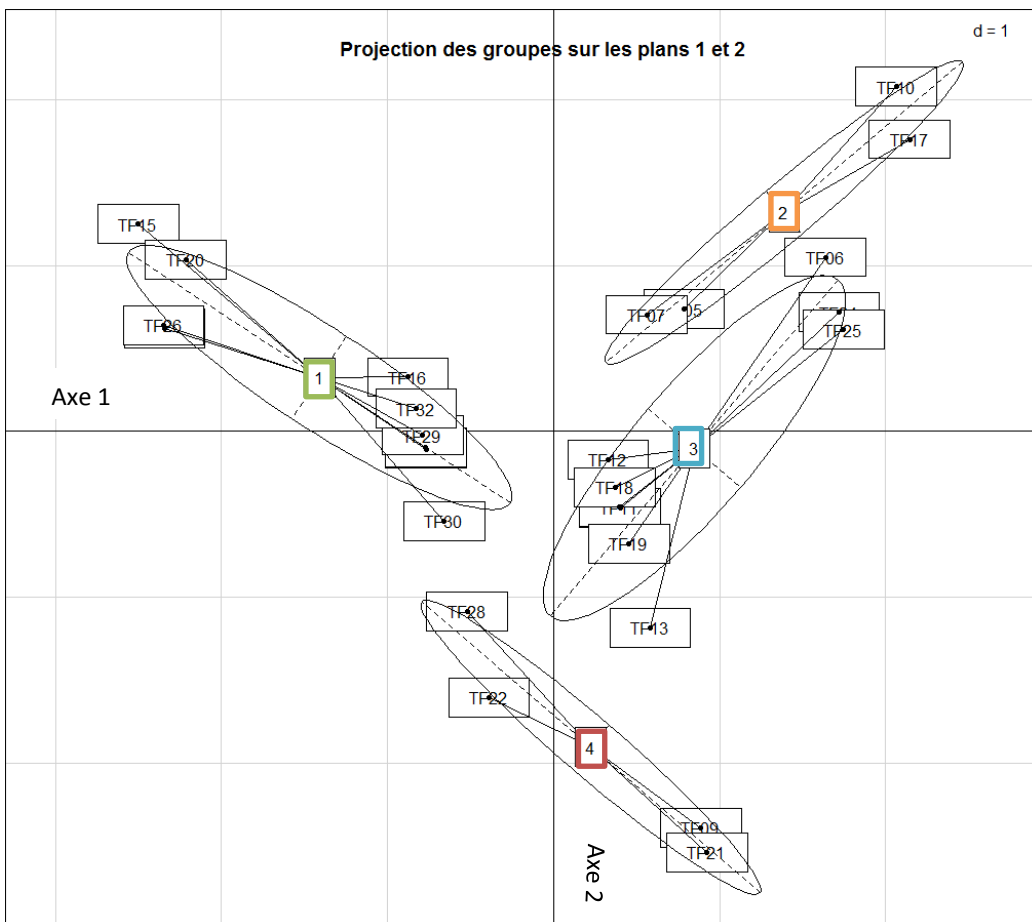 d = 1
Projection des groupes sur les plans 1 et 2
TF10
TF17
2
TF15
TF06
TF20
05
TF07
TF26
TF25
1
TF16
Axe 1
TF32
TF29
3
TF12
TF18
TF11
TF30
TF19
TF28
TF13
TF22
4
TF09
TF21
Axe 2